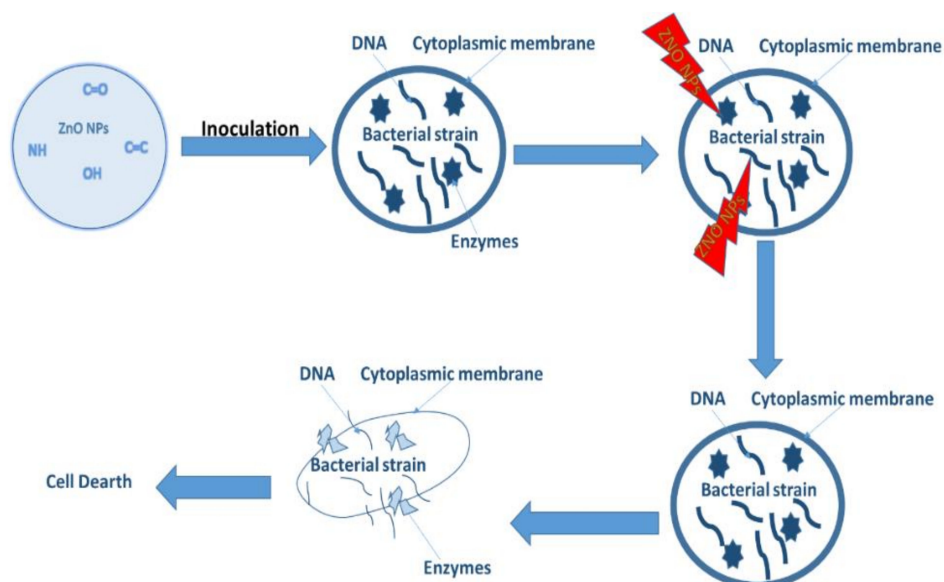 C=O
ZnO NPs
NH
C=C
OH
Inoculation
DNA
Cytoplasmic membrane
Bacterial strain
Enzymes
ZNO NPs
DNA
Cytoplasmic membrane
Bacterial strain
ZNO NPs
DNA
Cytoplasmic membrane
Bacterial strain
DNA
Cytoplasmic membrane
Bacterial strain
Enzymes
Cell Dearth